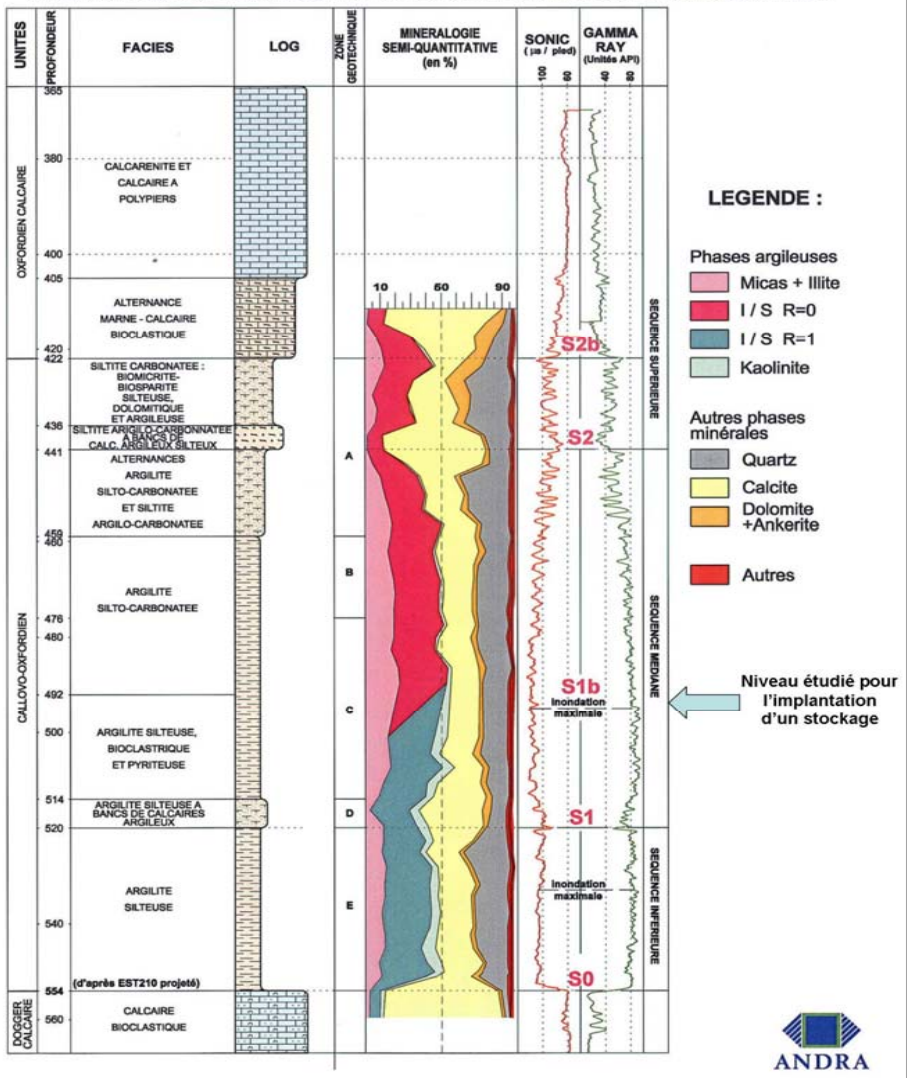 UNITES
PROFONDEUR
FACIES
LOG
ZONE
GEOTECHNIQUE
MINERALOGIE
SEMI-QUANTITATIVE
(en %)
SONIC
( µs / pied)
100
60
GAMMA
RAY
(Unités API)
40
80
OXFORDIEN CALCAIRE
CALLOVO-OXFORDIEN
DOGGER
CALCAIRE
365
380
400
405
420
422
436
441
459
460
476
480
492
500
514
520
540
554
560
CALCARENITE ET
CALCAIRE A
POLYPIERS
ALTERNANCE
MARNE - CALCAIRE
BIOCLASTIQUE
SILTITE CARBONATEE :
BIOMICRITE-
BIOSPARITE
SILTEUSE,
DOLOMITIQUE
ET ARGILEUSE
SILTITE ARIGILO-CARBONNATEE
A BANCS DE
CALC. ARGILEUX SILTEUX
ALTERNANCES
ARGILITE
SILTO-CARBONATEE
ET SILTITE
ARGILO-CARBONATEE
ARGILITE
SILTO-CARBONATEE
ARGILITE SILTEUSE,
BIOCLASTRIQUE
ET PYRITEUSE
ARGILITE SILTEUSE A
BANCS DE CALCAIRES
ARGILEUX
ARGILITE
SILTEUSE
(d'après EST210 projeté)
CALCAIRE
BIOCLASTIQUE
A
B
C
D
E
10
50
90
S2b
S2
S1b
Inondation
maximale
S1
Inondation
maximale
S0
SEQUENCE SUPERIEURE
SEQUENCE MEDIANE
SEQUENCE INFERIEURE
LEGENDE :
Phases argileuses
Micas + Illite
I / S R=0
I / S R=1
Kaolinite
Autres phases
minérales
Quartz
Calcite
Dolomite
+Ankerite
Autres
Niveau étudié pour
l'implantation
d'un stockage
ANDRA